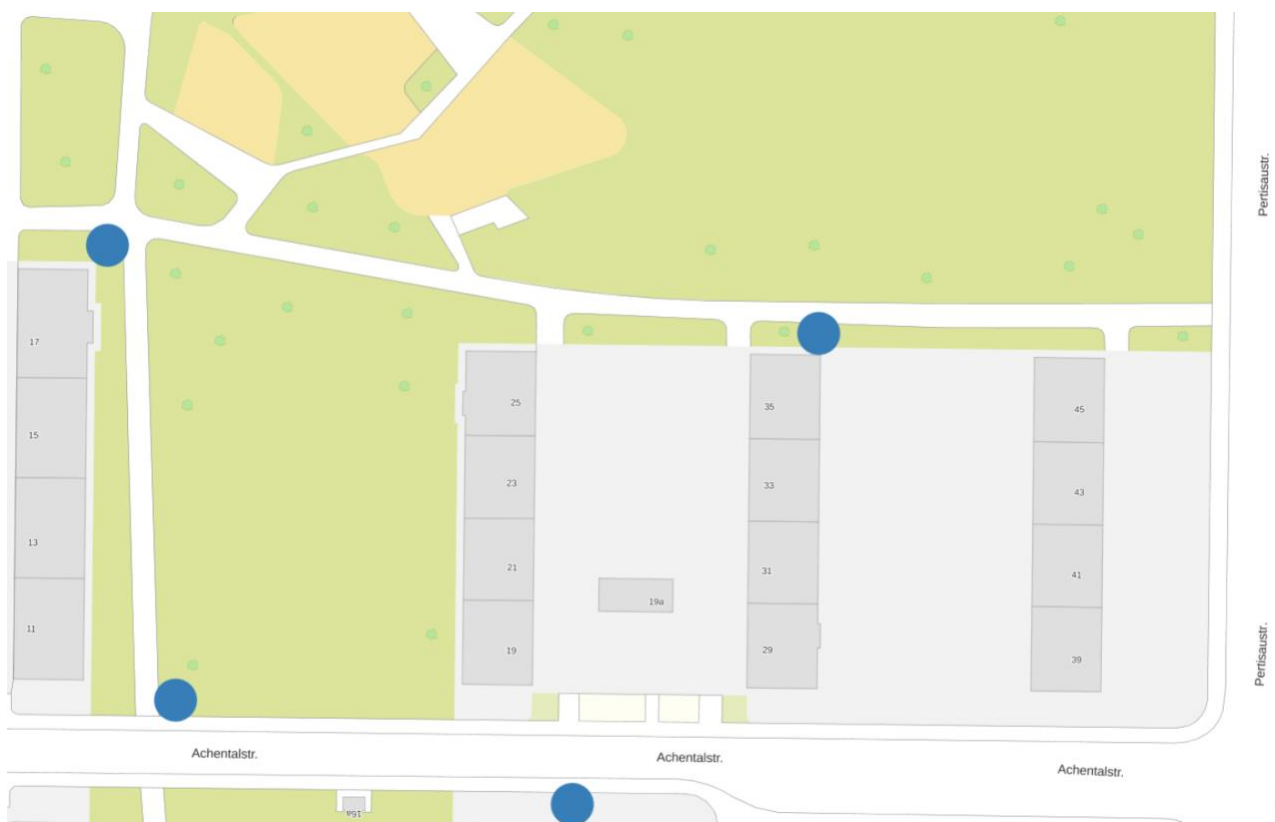 Pertisaustr.
17
25
35
45
15
23
33
43
13
21
31
41
19a
11
19
29
39
Pertisaustr.
Achentalstr.
Achentalstr.
Achentalstr.
16a